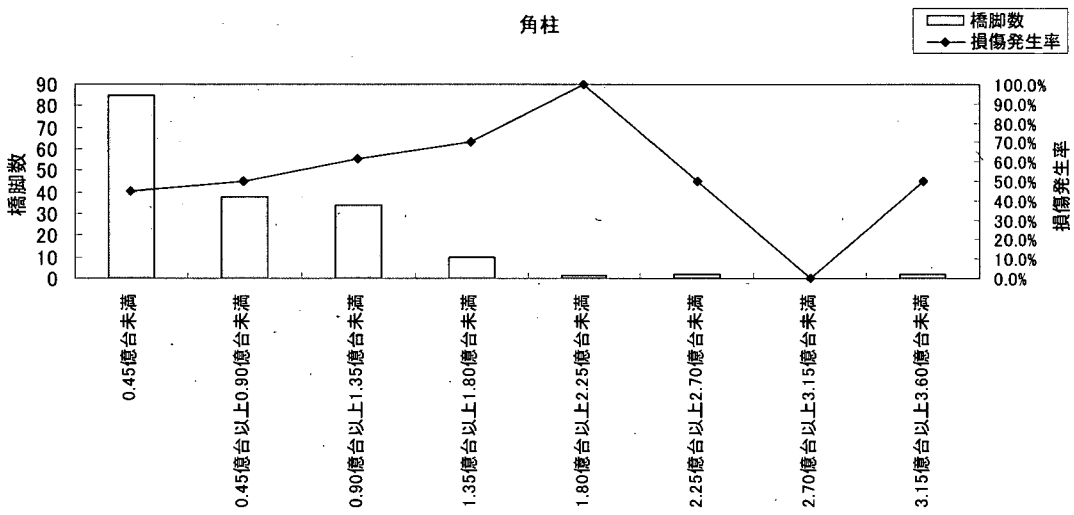 角柱
橋脚数
損傷発生率
90
80
70
60
50
40
30
20
10
0
橋脚数
100.0%
90.0%
80.0%
70.0%
60.0%
50.0%
40.0%
30.0%
20.0%
10.0%
0.0%
損傷発生率
0.45億台未満
0.45億台以上0.90億台未満
0.90億台以上1.35億台未満
1.35億台以上1.80億台未満
1.80億台以上2.25億台未満
2.25億台以上2.70億台未満
2.70億台以上3.15億台未満
3.15億台以上3.60億台未満